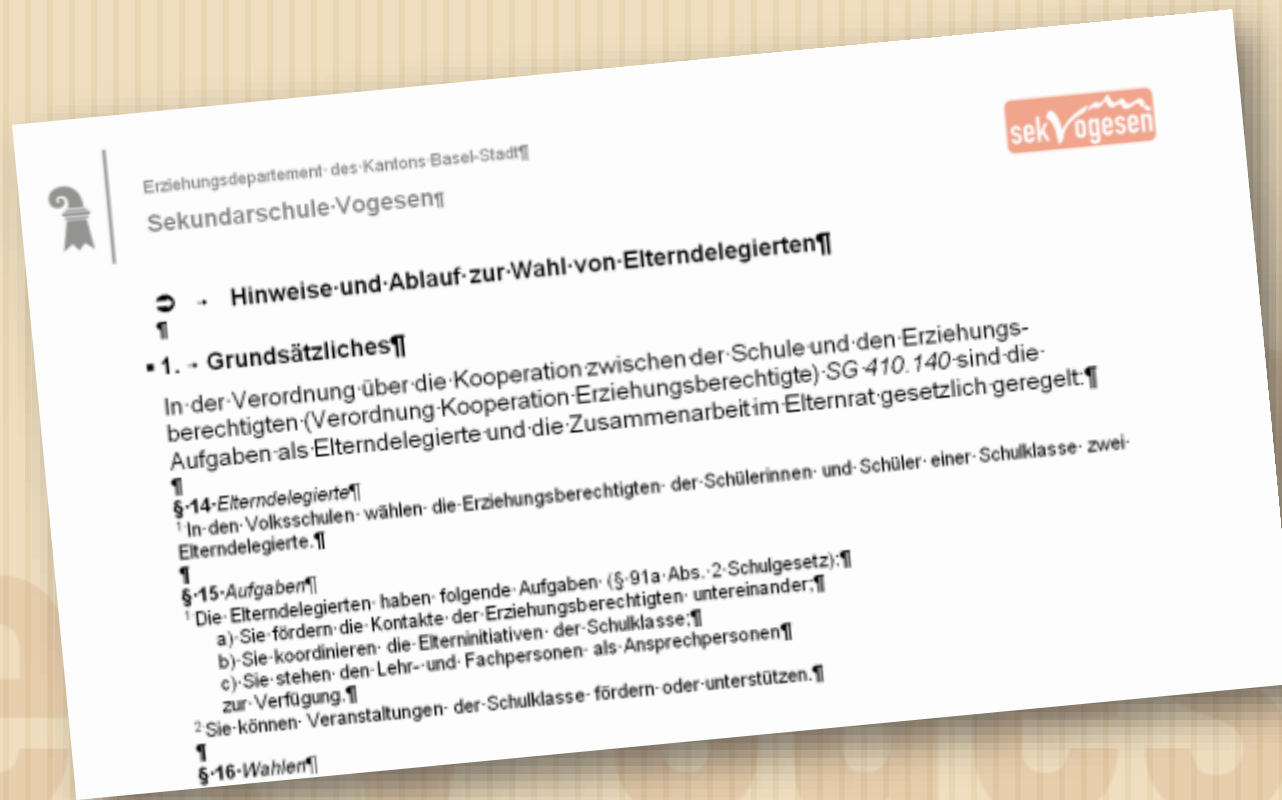 Erziehungsdepartement des Kantons Basel-Stadt¶
Sekundarschule Vogesen¶
sekVogesen
➲ → Hinweise und Ablauf zur Wahl von Elterndelegierten¶
¶
▪ 1. → Grundsätzliches¶
In der Verordnung über die Kooperation zwischen der Schule und den Erziehungs-
berechtigten (Verordnung Kooperation Erziehungsberechtigte) SG 410.140 sind die
Aufgaben als Elterndelegierte und die Zusammenarbeit im Elternrat gesetzlich geregelt:¶
¶
§ 14 Elterndelegierte¶
1 In den Volksschulen wählen die Erziehungsberechtigten der Schülerinnen und Schüler einer Schulklasse zwei
Elterndelegierte.¶
¶
§ 15 Aufgaben¶
1 Die Elterndelegierten haben folgende Aufgaben (§ 91a Abs. 2 Schulgesetz):¶
a) Sie fördern die Kontakte der Erziehungsberechtigten untereinander;¶
b) Sie koordinieren die Elterninitiativen der Schulklasse;¶
c) Sie stehen den Lehr- und Fachpersonen als Ansprechpersonen¶
zur Verfügung.¶
2 Sie können Veranstaltungen der Schulklasse fördern oder unterstützen.¶
¶
§ 16 Wahlen¶